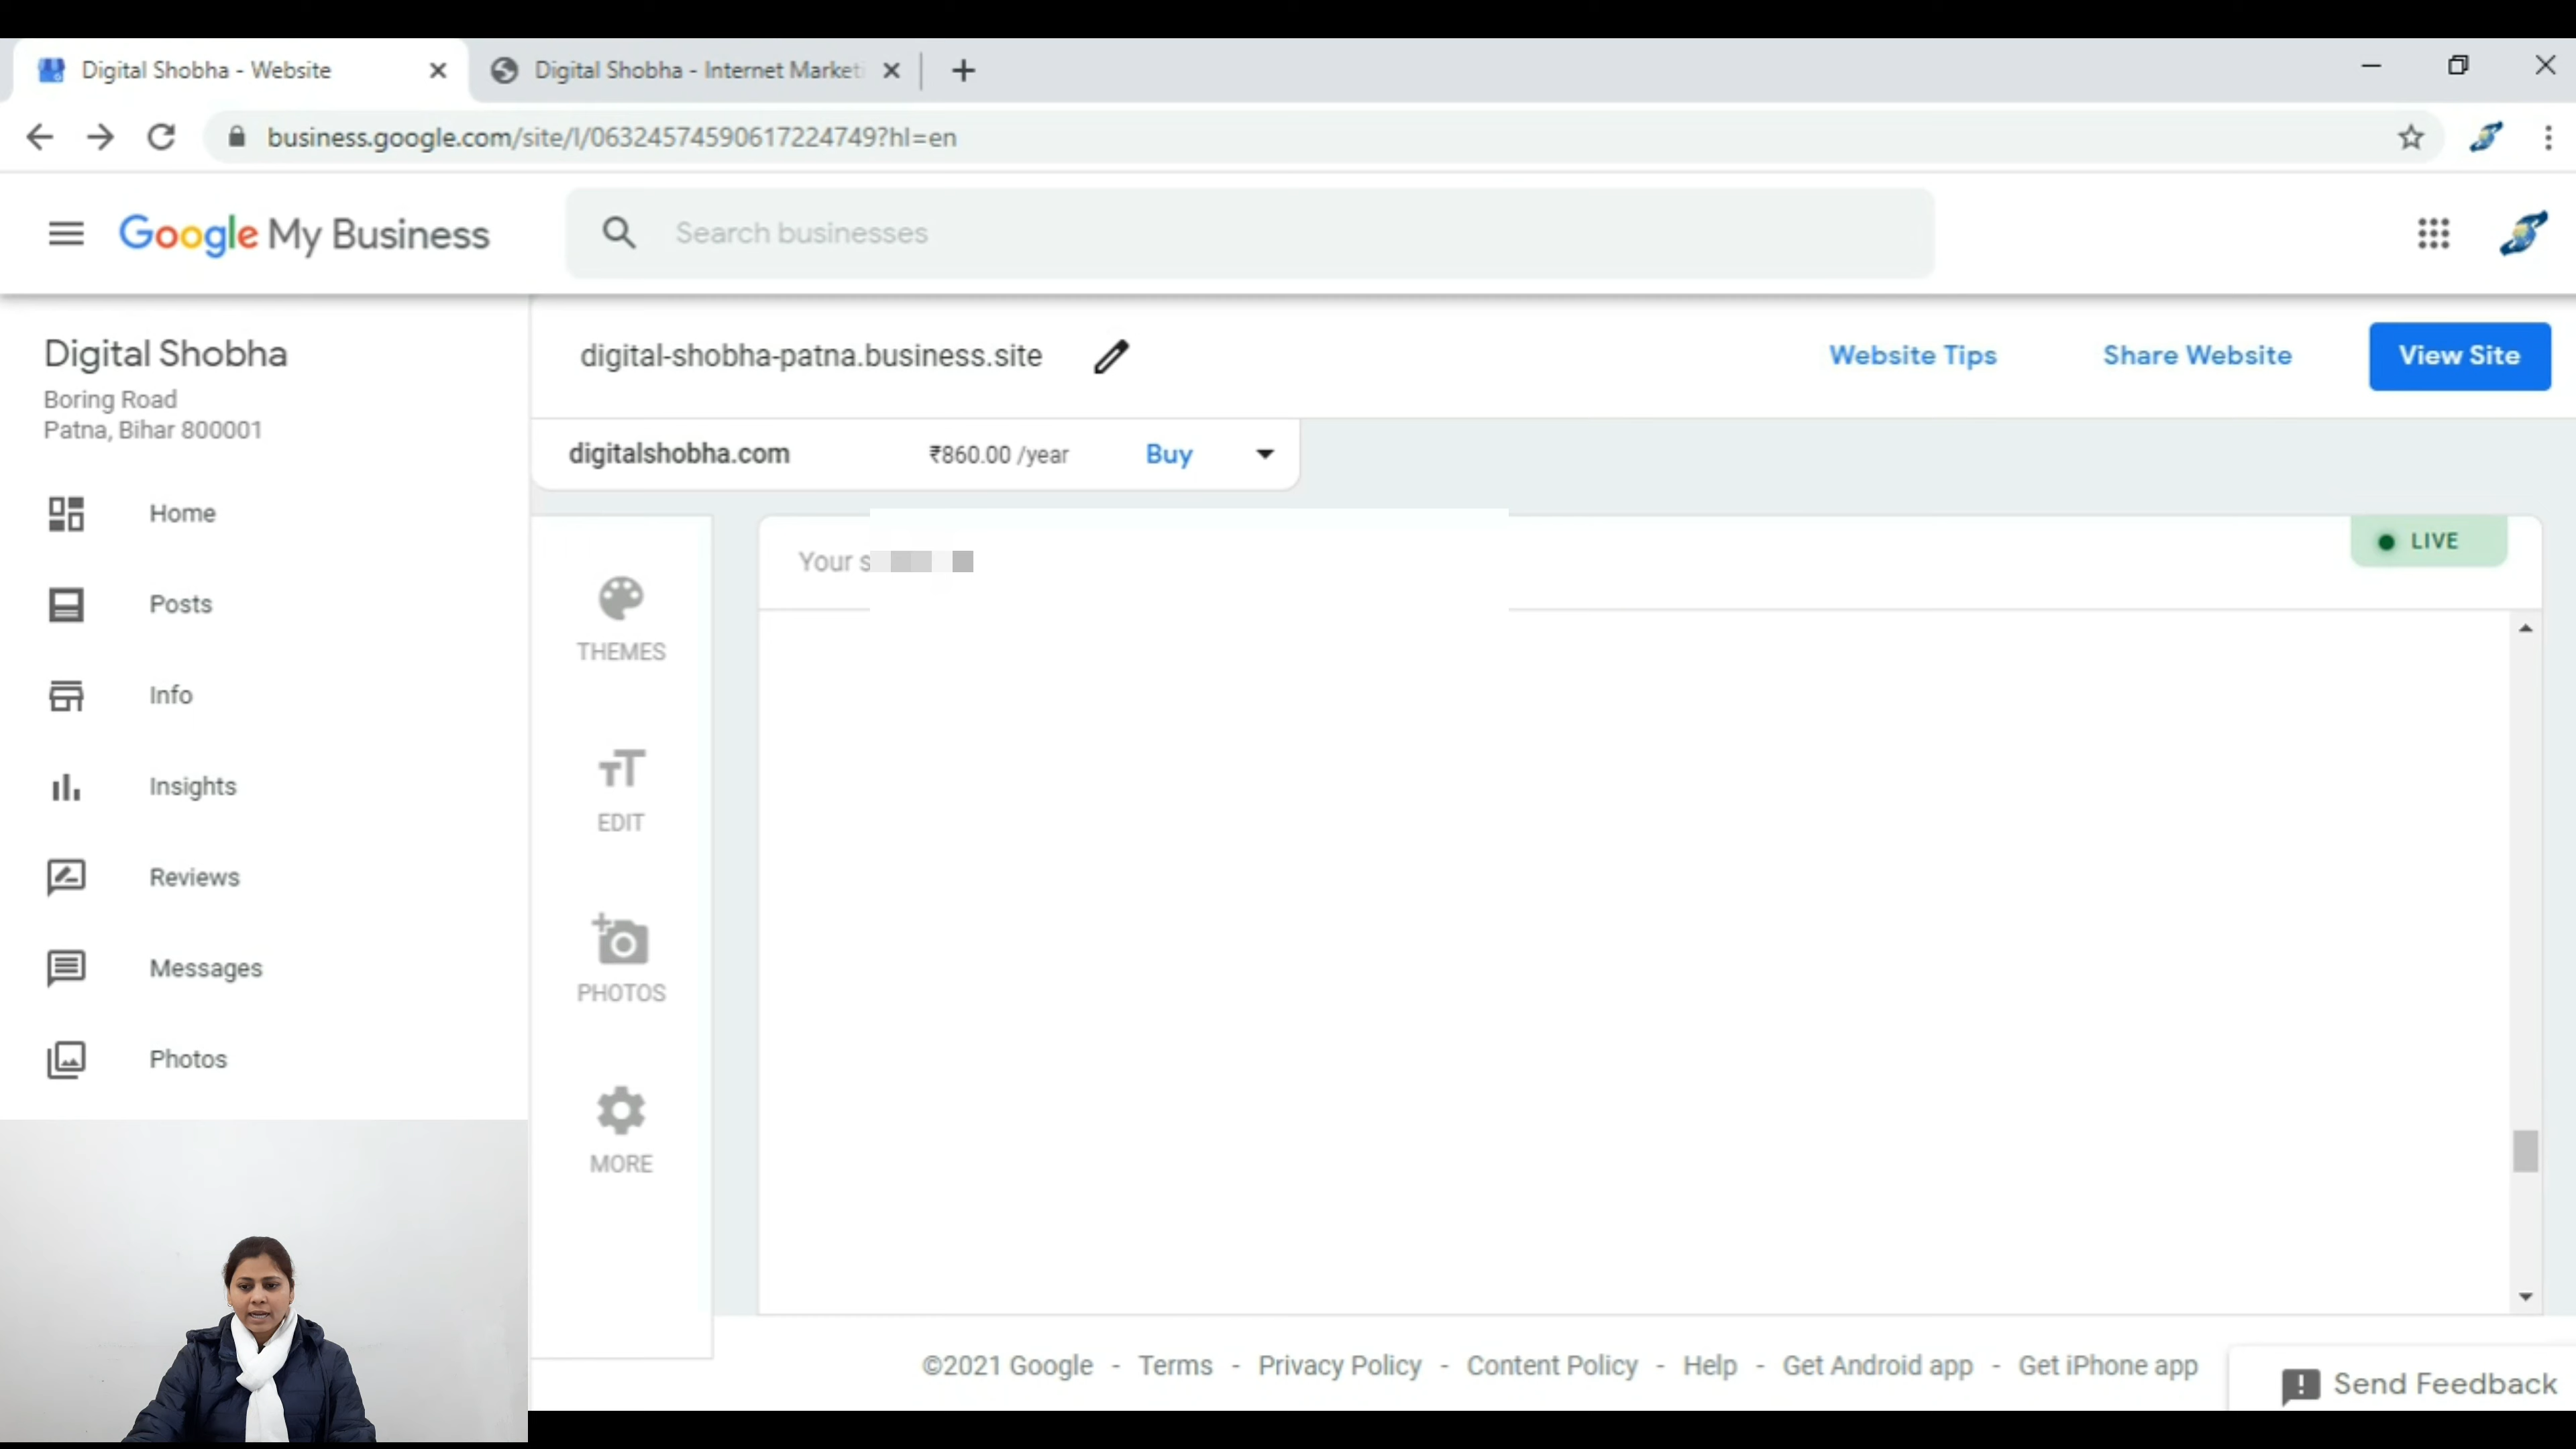 Digital Shobha - Website
Digital Shobha - Internet Marketi
business.google.com/site/l/06324574590617224749?hl=en
Google My Business
Search businesses
Digital Shobha
Boring Road
Patna, Bihar 800001
Home
Posts
Info
Insights
Reviews
Messages
Photos
digital-shobha-patna.business.site
Website Tips
Share Website
View Site
digitalshobha.com ₹860.00 /year Buy
THEMES
EDIT
PHOTOS
MORE
Your
LIVE
©2021 Google - Terms - Privacy Policy - Content Policy - Help - Get Android app - Get iPhone app
Send Feedback